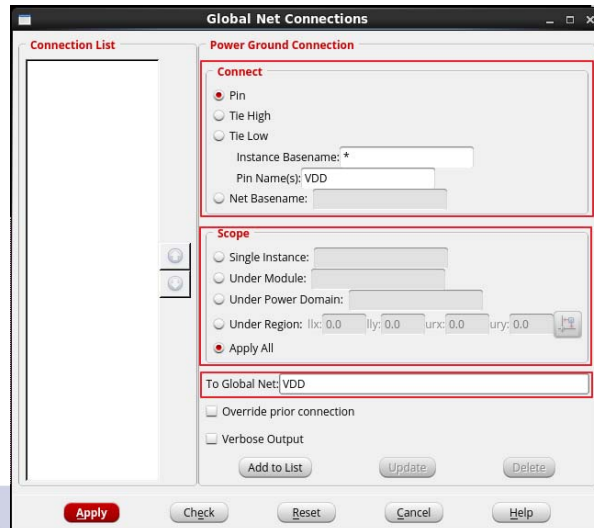 Global Net Connections
Connection List
Power Ground Connection
Connect
Pin
Tie High
Tie Low
Instance Basename: *
Pin Name(s): VDD
Net Basename:
Scope
Single Instance:
Under Module:
Under Power Domain:
Under Region: llx: 0.0 lly: 0.0 urx: 0.0 ury: 0.0
Apply All
To Global Net: VDD
Override prior connection
Verbose Output
Add to List Update Delete
Apply Check Reset Cancel Help